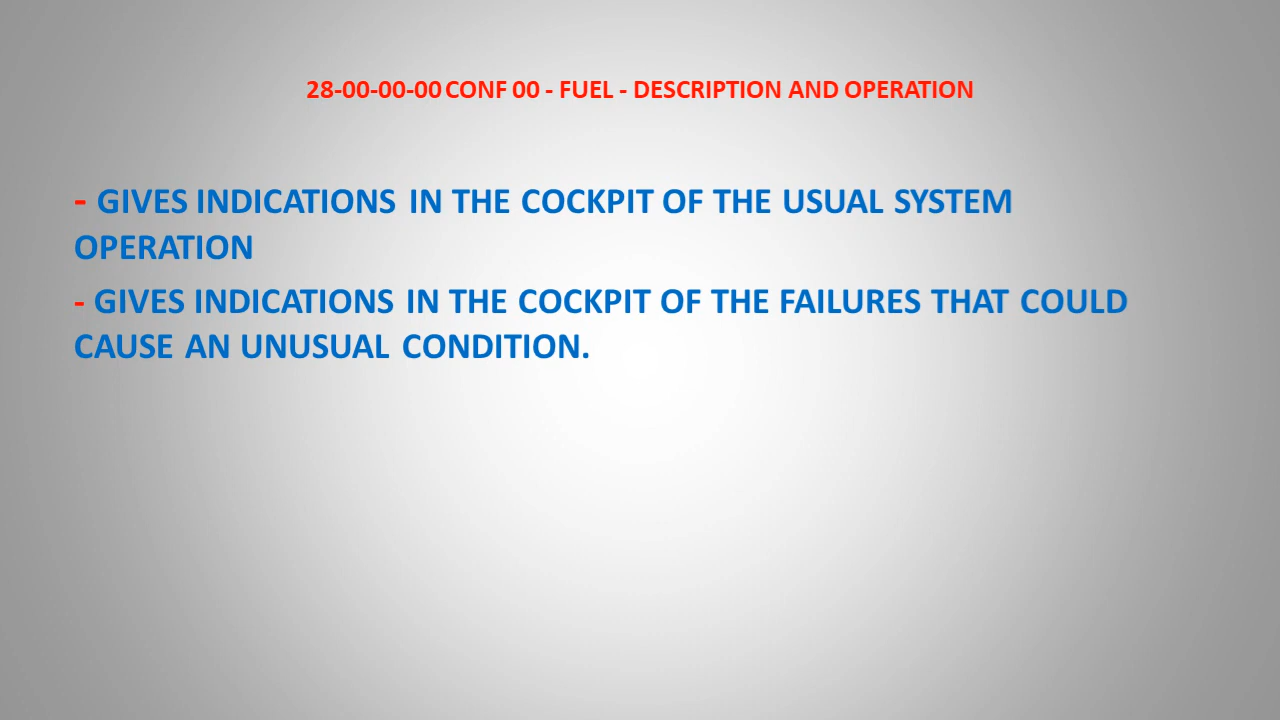 28-00-00-00 CONF 00 - FUEL - DESCRIPTION AND OPERATION
- GIVES INDICATIONS IN THE COCKPIT OF THE USUAL SYSTEM
OPERATION
- GIVES INDICATIONS IN THE COCKPIT OF THE FAILURES THAT COULD
CAUSE AN UNUSUAL CONDITION.